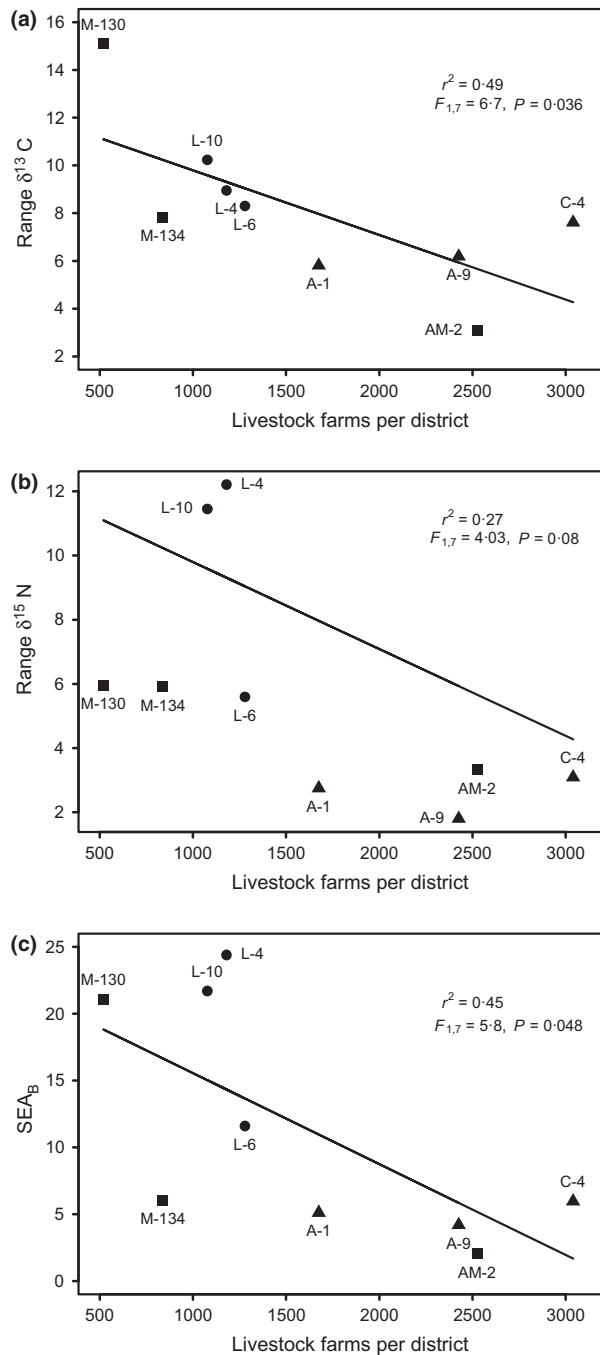 (a)
M-130
16
14
12
10
8
6
4
2
r² = 0·49
F1,7 = 6·7, P = 0·036
L-10
L-4
L-6
M-134
C-4
A-9
A-1
AM-2
Range δ¹³ C
500 1000 1500 2000 2500 3000
Livestock farms per district
(b)
12
10
8
6
4
2
L-4
L-10
r² = 0·27
F1,7 = 4·03, P = 0·08
Range δ¹⁵ N
M-130
M-134
L-6
C-4
AM-2
A-1
A-9
500 1000 1500 2000 2500 3000
Livestock farms per district
(c)
25
20
15
10
5
0
L-4
L-10
M-130
r² = 0·45
F1,7 = 5·8, P = 0·048
SEAB
L-6
C-4
M-134
A-1
A-9
AM-2
500 1000 1500 2000 2500 3000
Livestock farms per district